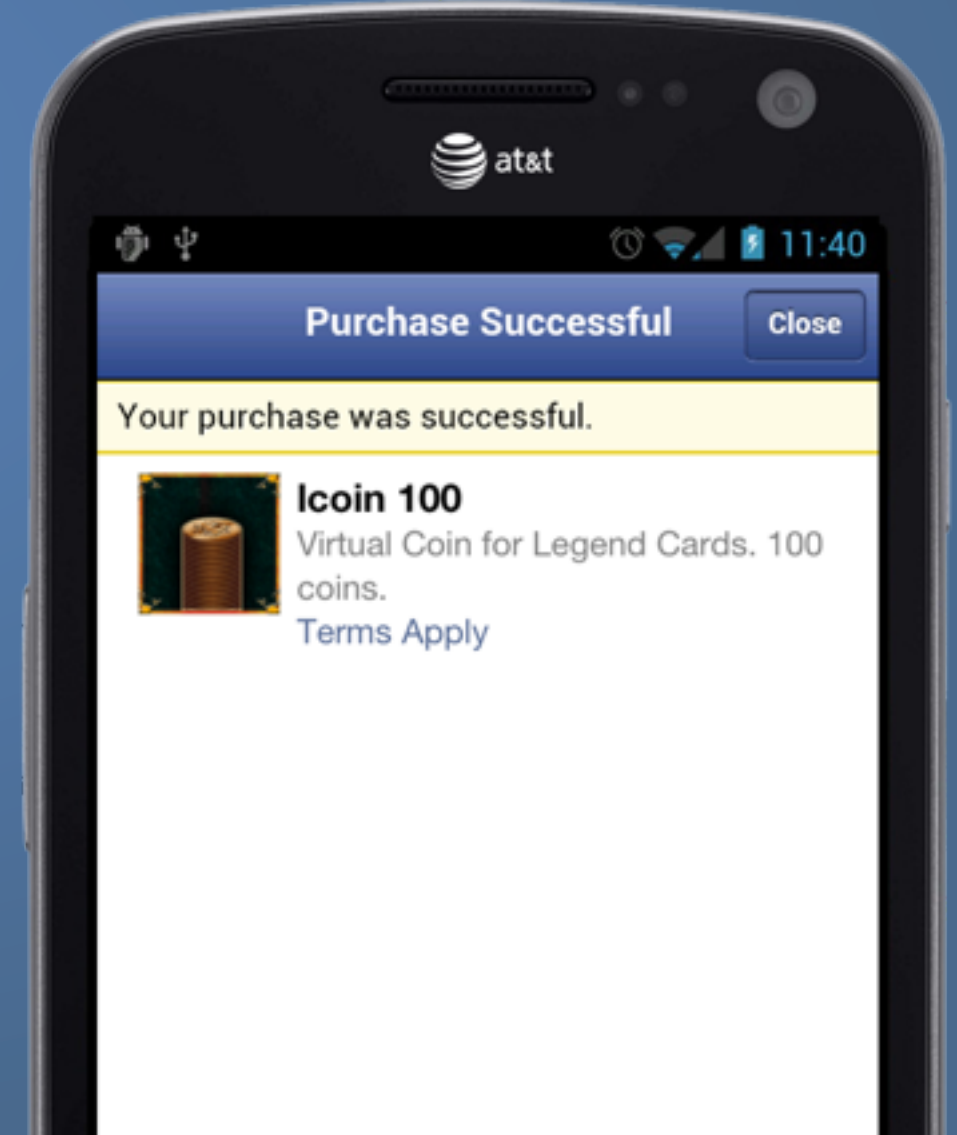 at&t
11:40
Purchase Successful
Close
Your purchase was successful.
lcoin 100
Virtual Coin for Legend Cards. 100
coins.
Terms Apply